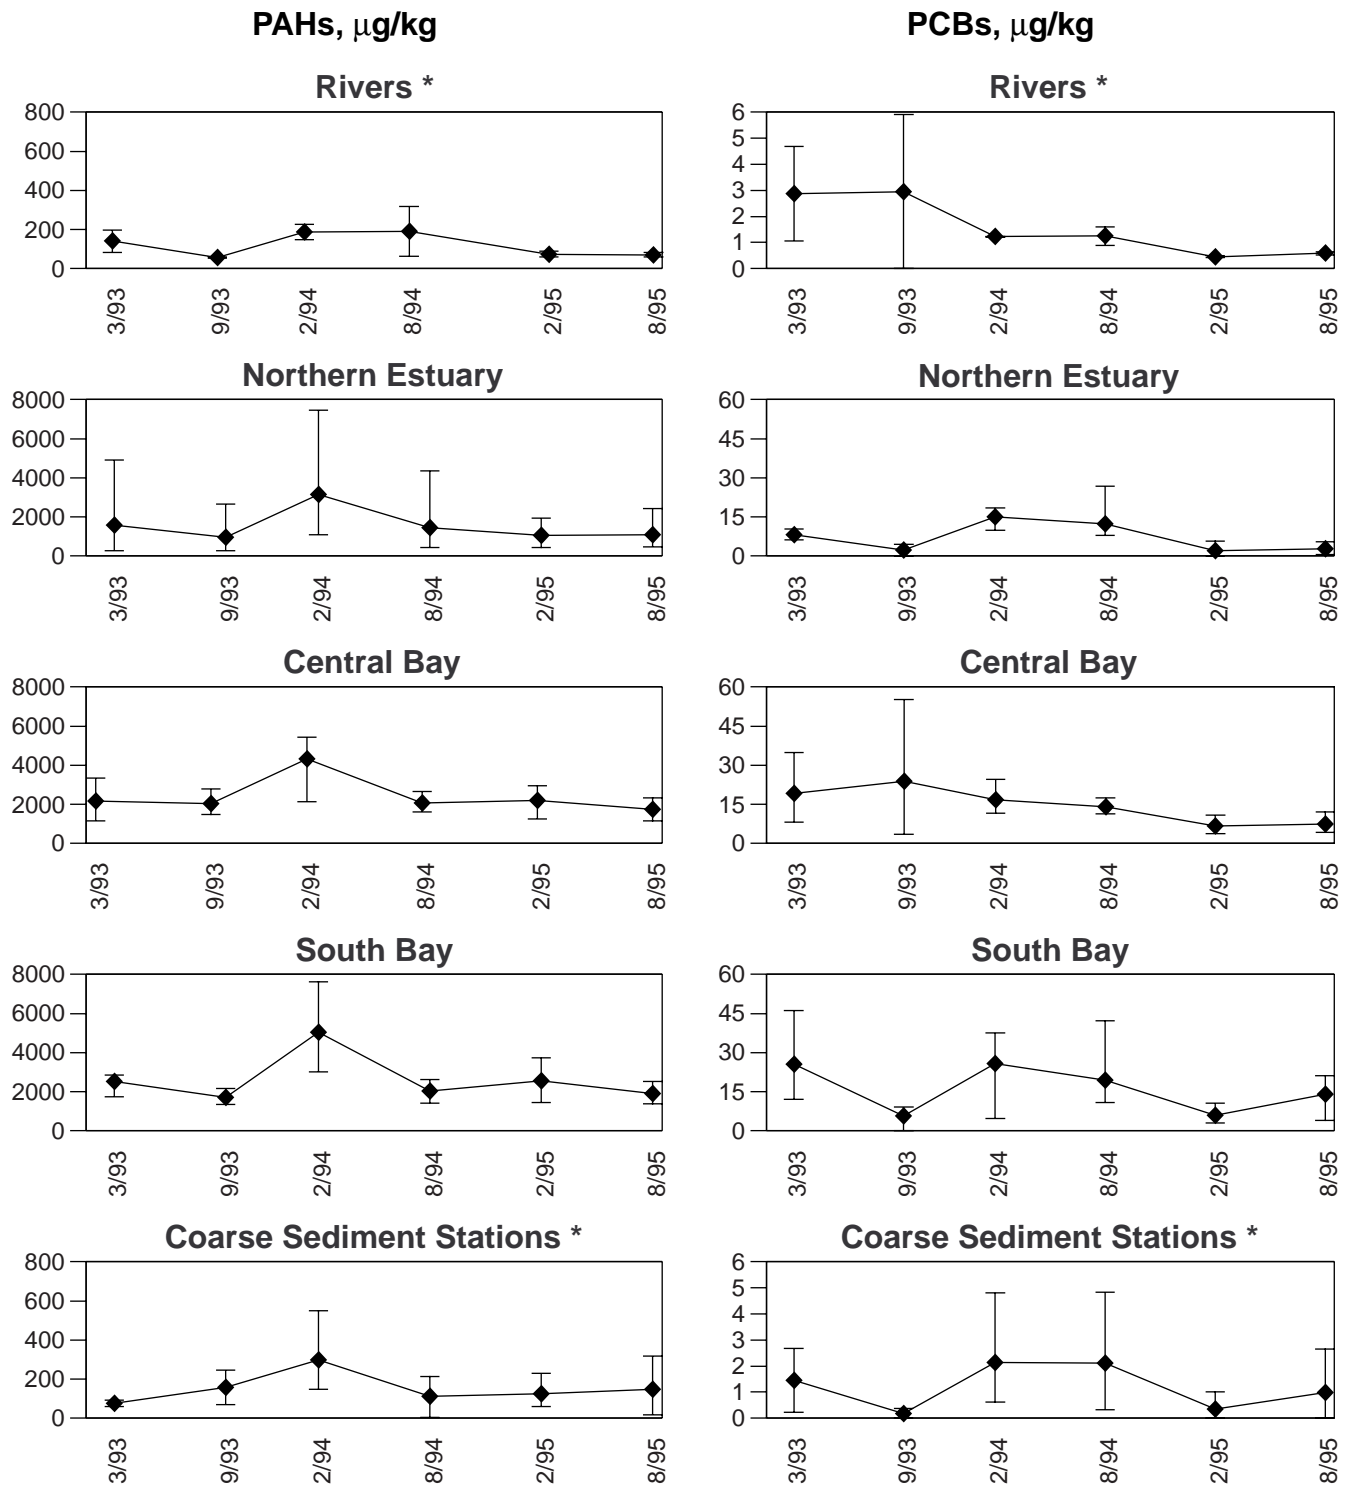 PAHs, µg/kg
PCBs, µg/kg
Rivers *
800
600
400
200
0
3/93 9/93 2/94 8/94 2/95 8/95
Rivers *
6
5
4
3
2
1
0
3/93 9/93 2/94 8/94 2/95 8/95
Northern Estuary
8000
6000
4000
2000
0
3/93 9/93 2/94 8/94 2/95 8/95
Northern Estuary
60
45
30
15
0
3/93 9/93 2/94 8/94 2/95 8/95
Central Bay
8000
6000
4000
2000
0
3/93 9/93 2/94 8/94 2/95 8/95
Central Bay
60
45
30
15
0
3/93 9/93 2/94 8/94 2/95 8/95
South Bay
8000
6000
4000
2000
0
3/93 9/93 2/94 8/94 2/95 8/95
South Bay
60
45
30
15
0
3/93 9/93 2/94 8/94 2/95 8/95
Coarse Sediment Stations *
800
600
400
200
0
3/93 9/93 2/94 8/94 2/95 8/95
Coarse Sediment Stations *
6
5
4
3
2
1
0
3/93 9/93 2/94 8/94 2/95 8/95